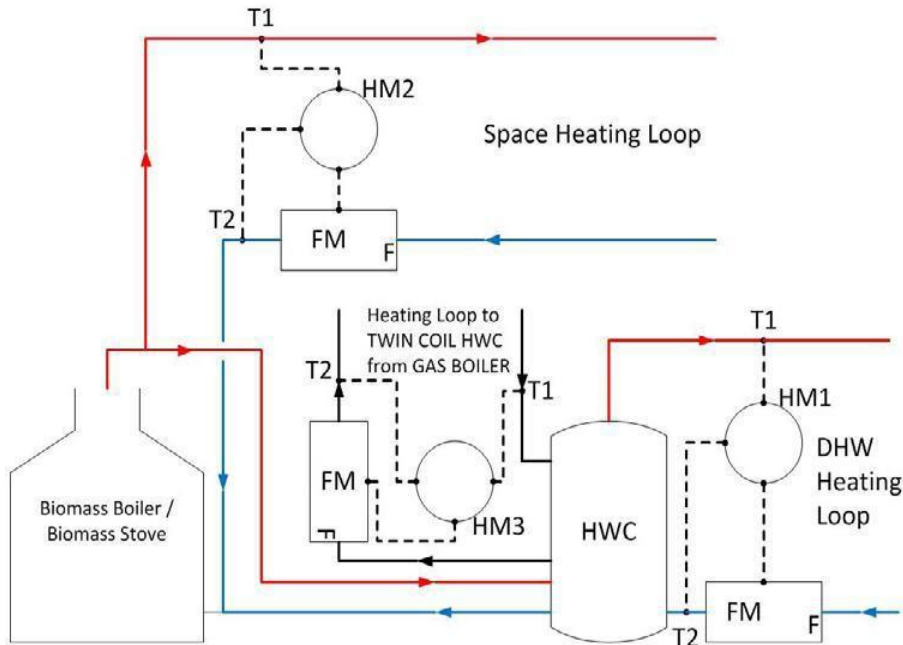 T1
HM2
Space Heating Loop
T2
FM
F
Heating Loop to
TWIN COIL HWC
from GAS BOILER
T2
T1
T1
HM1
DHW
Heating
Loop
FM
F
HM3
Biomass Boiler /
Biomass Stove
HWC
FM
F
T2